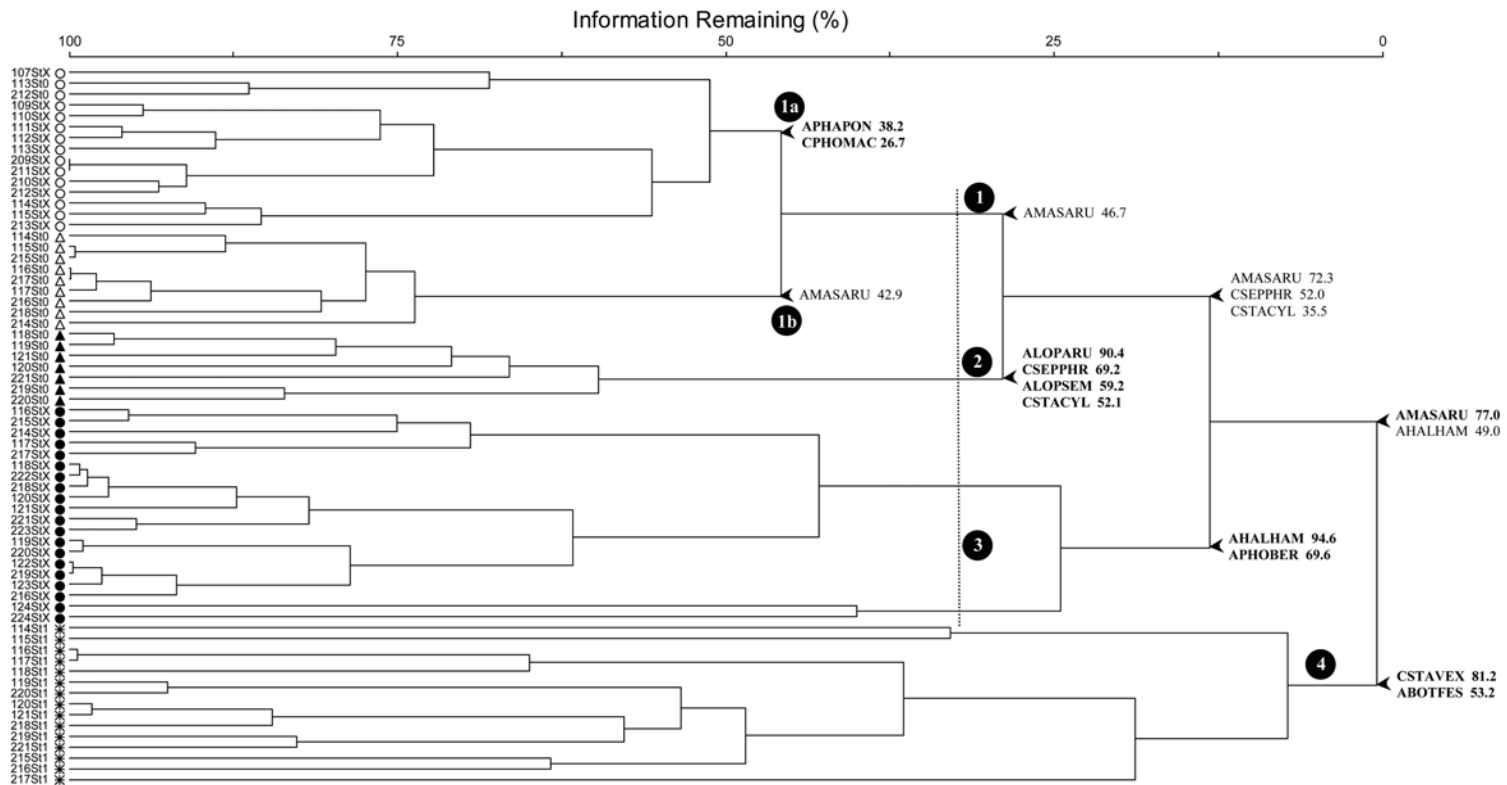 Information Remaining (%)
100 75 50 25 0
107StX
113St0
212St0
109StX
110StX
111StX
112StX
113StX
209StX
211StX
210StX
212StX
114StX
115StX
213StX
114St0
115St0
215St0
116St0
217St0
117St0
216St0
218St0
214St0
118St0
119St0
121St0
120St0
221St0
219St0
220St0
116StX
215StX
214StX
117StX
217StX
118StX
222StX
218StX
120StX
121StX
221StX
223StX
119StX
220StX
122StX
219StX
123StX
216StX
124StX
224StX
114St1
115St1
116St1
117St1
118St1
119St1
220St1
120St1
121St1
218St1
219St1
221St1
215St1
216St1
217St1
1a
APHAPON 38.2
CPHOMAC 26.7
1
AMASARU 46.7
AMASARU 42.9
1b
AMASARU 72.3
CSEPPHR 52.0
CSTACYL 35.5
2
ALOPARU 90.4
CSEPPHR 69.2
ALOPSEM 59.2
CSTACYL 52.1
AMASARU 77.0
AHALHAM 49.0
3
AHALHAM 94.6
APHOBER 69.6
4
CSTAVEX 81.2
ABOTFES 53.2